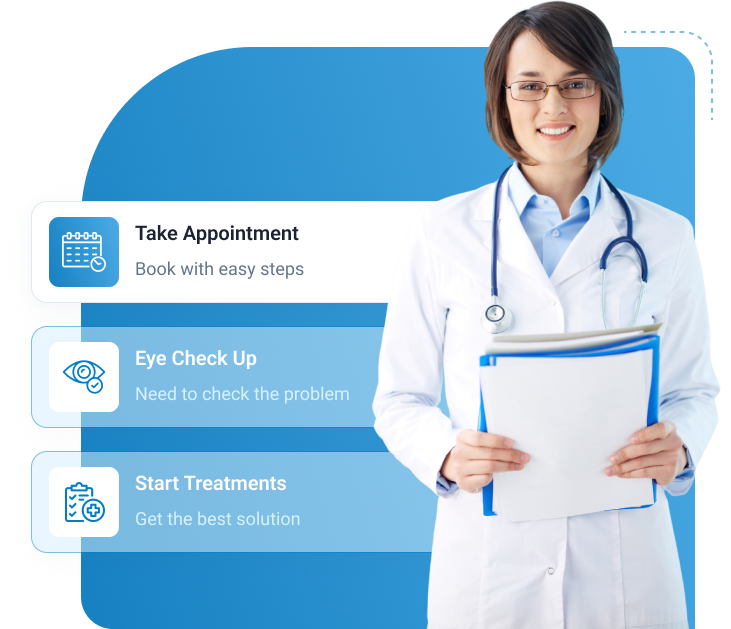 Take Appointment
Book with easy steps
Eye Check Up
Need to check the problem
Start Treatments
Get the best solution